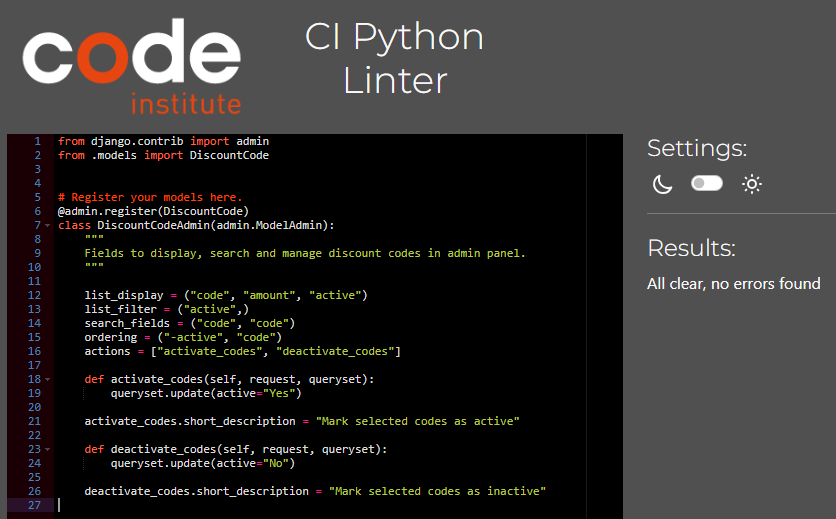 code
institute
CI Python
Linter
1 from django.contrib import admin
2 from .models import DiscountCode
3
4
5 # Register your models here.
6 @admin.register(DiscountCode)
7 class DiscountCodeAdmin(admin.ModelAdmin):
8     """
9     Fields to display, search and manage discount codes in admin panel.
10     """
11
12     list_display = ("code", "amount", "active")
13     list_filter = ("active",)
14     search_fields = ("code", "code")
15     ordering = ("-active", "code")
16     actions = ["activate_codes", "deactivate_codes"]
17
18     def activate_codes(self, request, queryset):
19         queryset.update(active="Yes")
20
21     activate_codes.short_description = "Mark selected codes as active"
22
23     def deactivate_codes(self, request, queryset):
24         queryset.update(active="No")
25
26     deactivate_codes.short_description = "Mark selected codes as inactive"
27
Settings:
Results:
All clear, no errors found